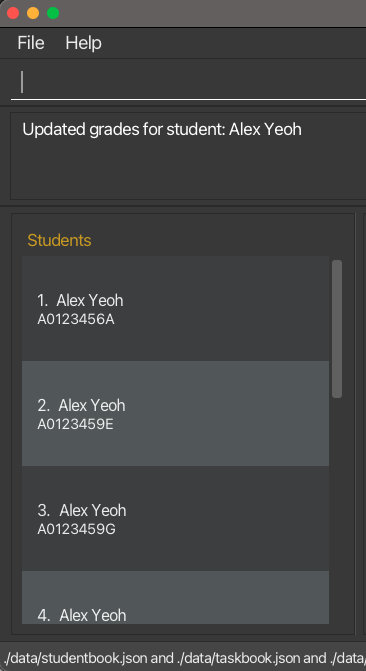 File Help
Updated grades for student: Alex Yeoh
Students
1. Alex Yeoh
A0123456A
2. Alex Yeoh
A0123459E
3. Alex Yeoh
A0123459G
4. Alex Yeoh
./data/studentbook.json and ./data/taskbook.json and ./data/